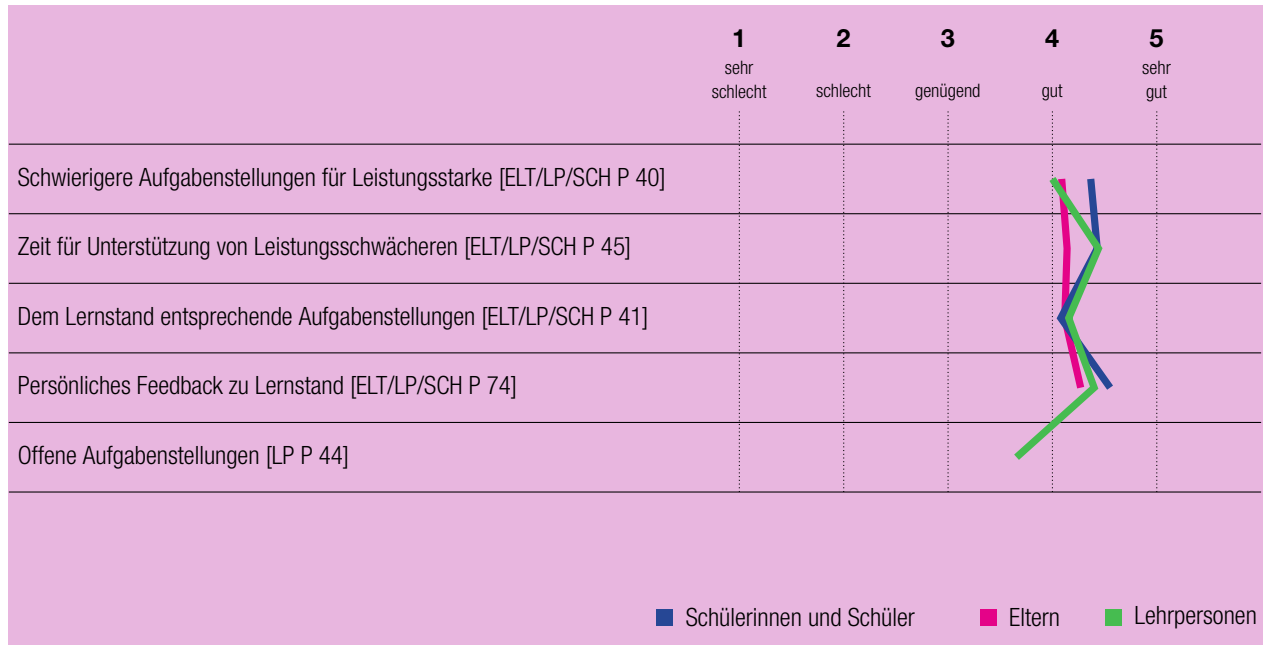 1 2 3 4 5
sehr schlecht schlecht genügend gut sehr gut
Schwierigere Aufgabenstellungen für Leistungsstarke [ELT/LP/SCH P 40]
Zeit für Unterstützung von Leistungsschwächeren [ELT/LP/SCH P 45]
Dem Lernstand entsprechende Aufgabenstellungen [ELT/LP/SCH P 41]
Persönliches Feedback zu Lernstand [ELT/LP/SCH P 74]
Offene Aufgabenstellungen [LP P 44]
Schülerinnen und Schüler Eltern Lehrpersonen